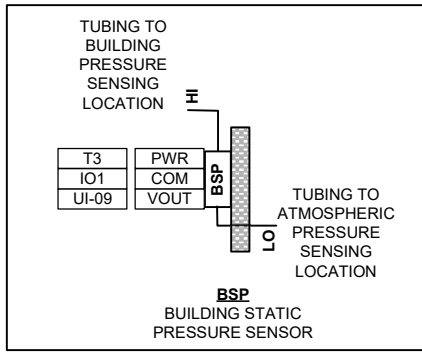 TUBING TO
BUILDING
PRESSURE
SENSING
LOCATION
HI
T3 PWR
IO1 COM
UI-09 VOUT
BSP
TUBING TO
ATMOSPHERIC
PRESSURE
SENSING
LOCATION
LO
BSP
BUILDING STATIC
PRESSURE SENSOR